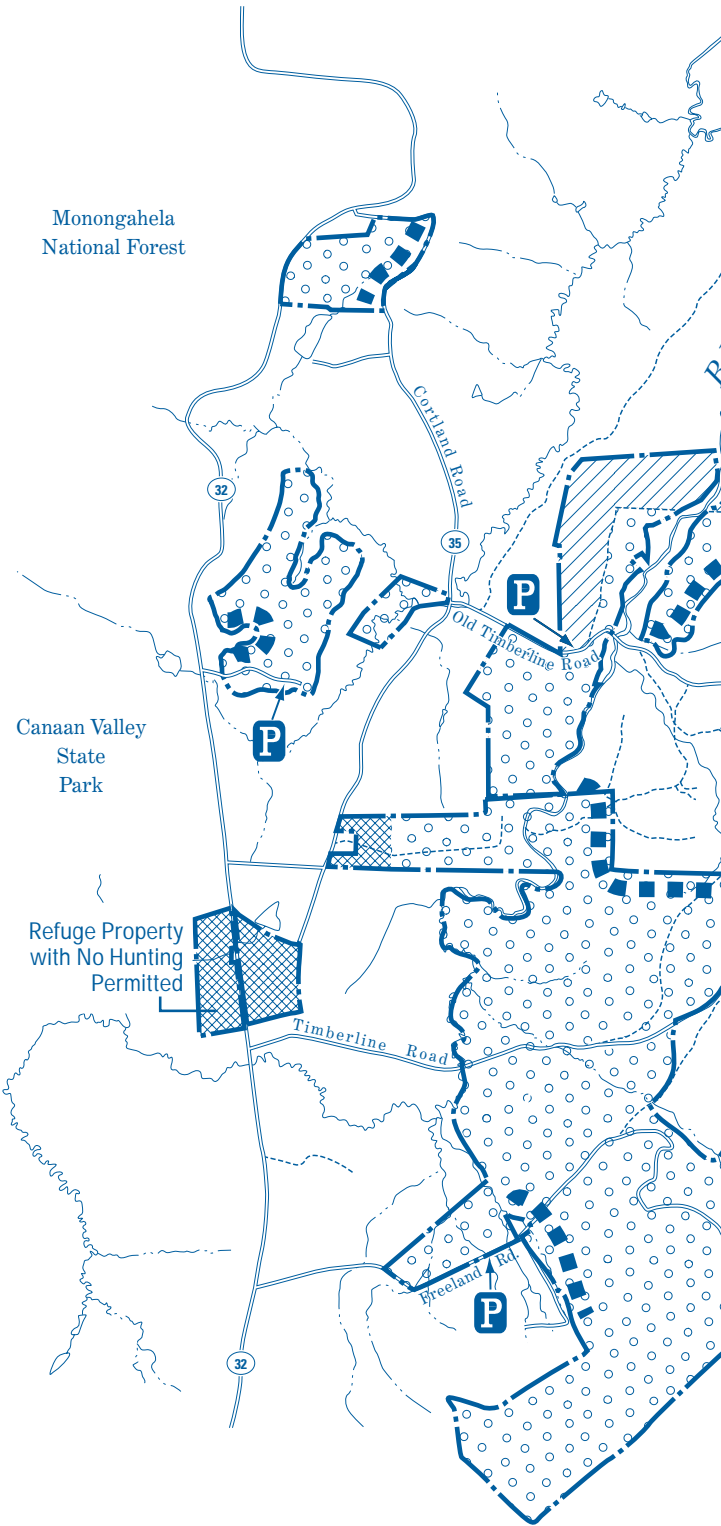 Monongahela
National Forest
Cortland Road
32
35
P
Old Timberline Road
P
Canaan Valley
State
Park
Refuge Property
with No Hunting
Permitted
Timberline Road
Freeland Rd.
P
32